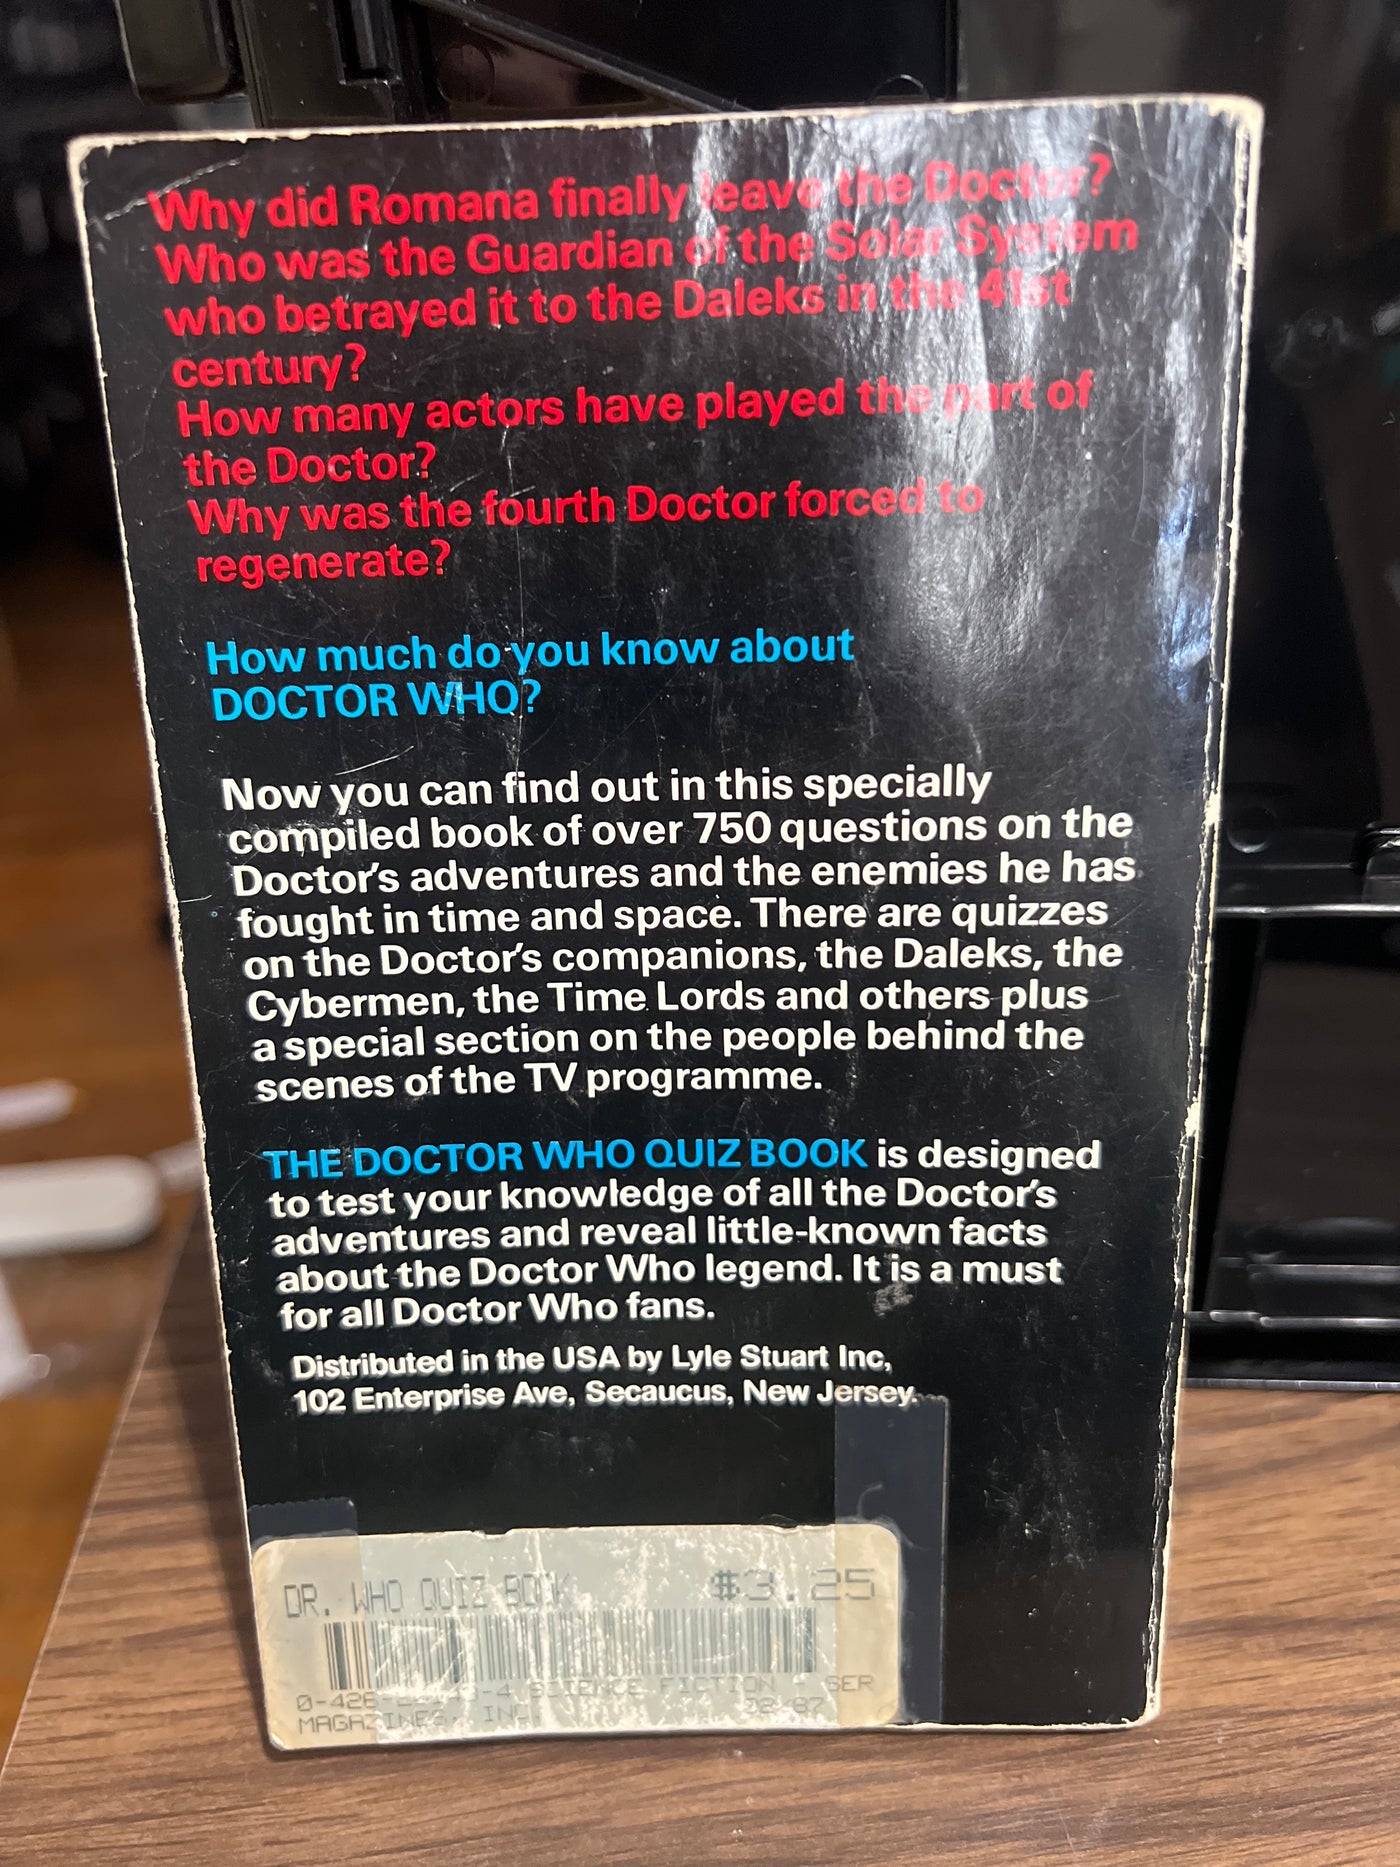 Why did Romana finally leave the Doctor?
Who was the Guardian of the Solar System
who betrayed it to the Daleks in the 41st
century?
How many actors have played the part of
the Doctor?
Why was the fourth Doctor forced to
regenerate?
How much do you know about
DOCTOR WHO?
Now you can find out in this specially
compiled book of over 750 questions on the
Doctor's adventures and the enemies he has
fought in time and space. There are quizzes
on the Doctor's companions, the Daleks, the
Cybermen, the Time Lords and others plus
a special section on the people behind the
scenes of the TV programme.
THE DOCTOR WHO QUIZ BOOK is designed
to test your knowledge of all the Doctor's
adventures and reveal little-known facts
about the Doctor Who legend. It is a must
for all Doctor Who fans.
Distributed in the USA by Lyle Stuart Inc,
102 Enterprise Ave, Secaucus, New Jersey.
DR. WHO QUIZ BOOK $3.25
SCIENCE FICTION - SER
MAGAZINES, INC.